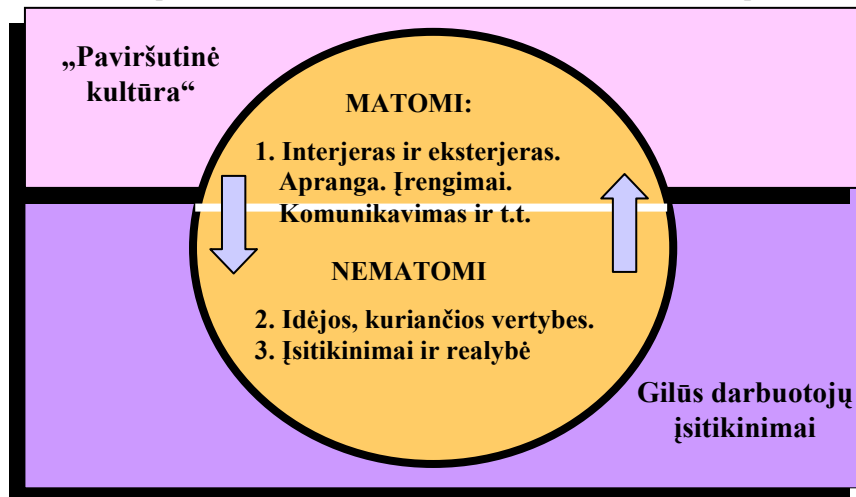 „Paviršutinė
kultūra“
MATOMI:
1. Interjeras ir eksterjeras.
Apranga. Įrengimai.
Komunikavimas ir t.t.
NEMATOMI
2. Idėjos, kuriančios vertybes.
3. Įsitikinimai ir realybė
Gilūs darbuotojų
įsitikinimai